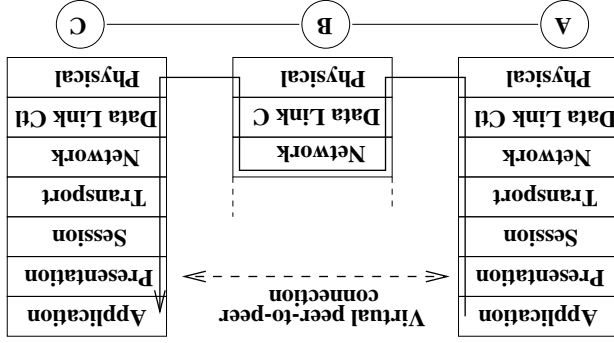 Application
Presentation
Session
Transport
Network
Data Link Ctl
Physical
A
Virtual peer-to-peer
connection
Network
Data Link C
Physical
B
Application
Presentation
Session
Transport
Network
Data Link Ctl
Physical
C